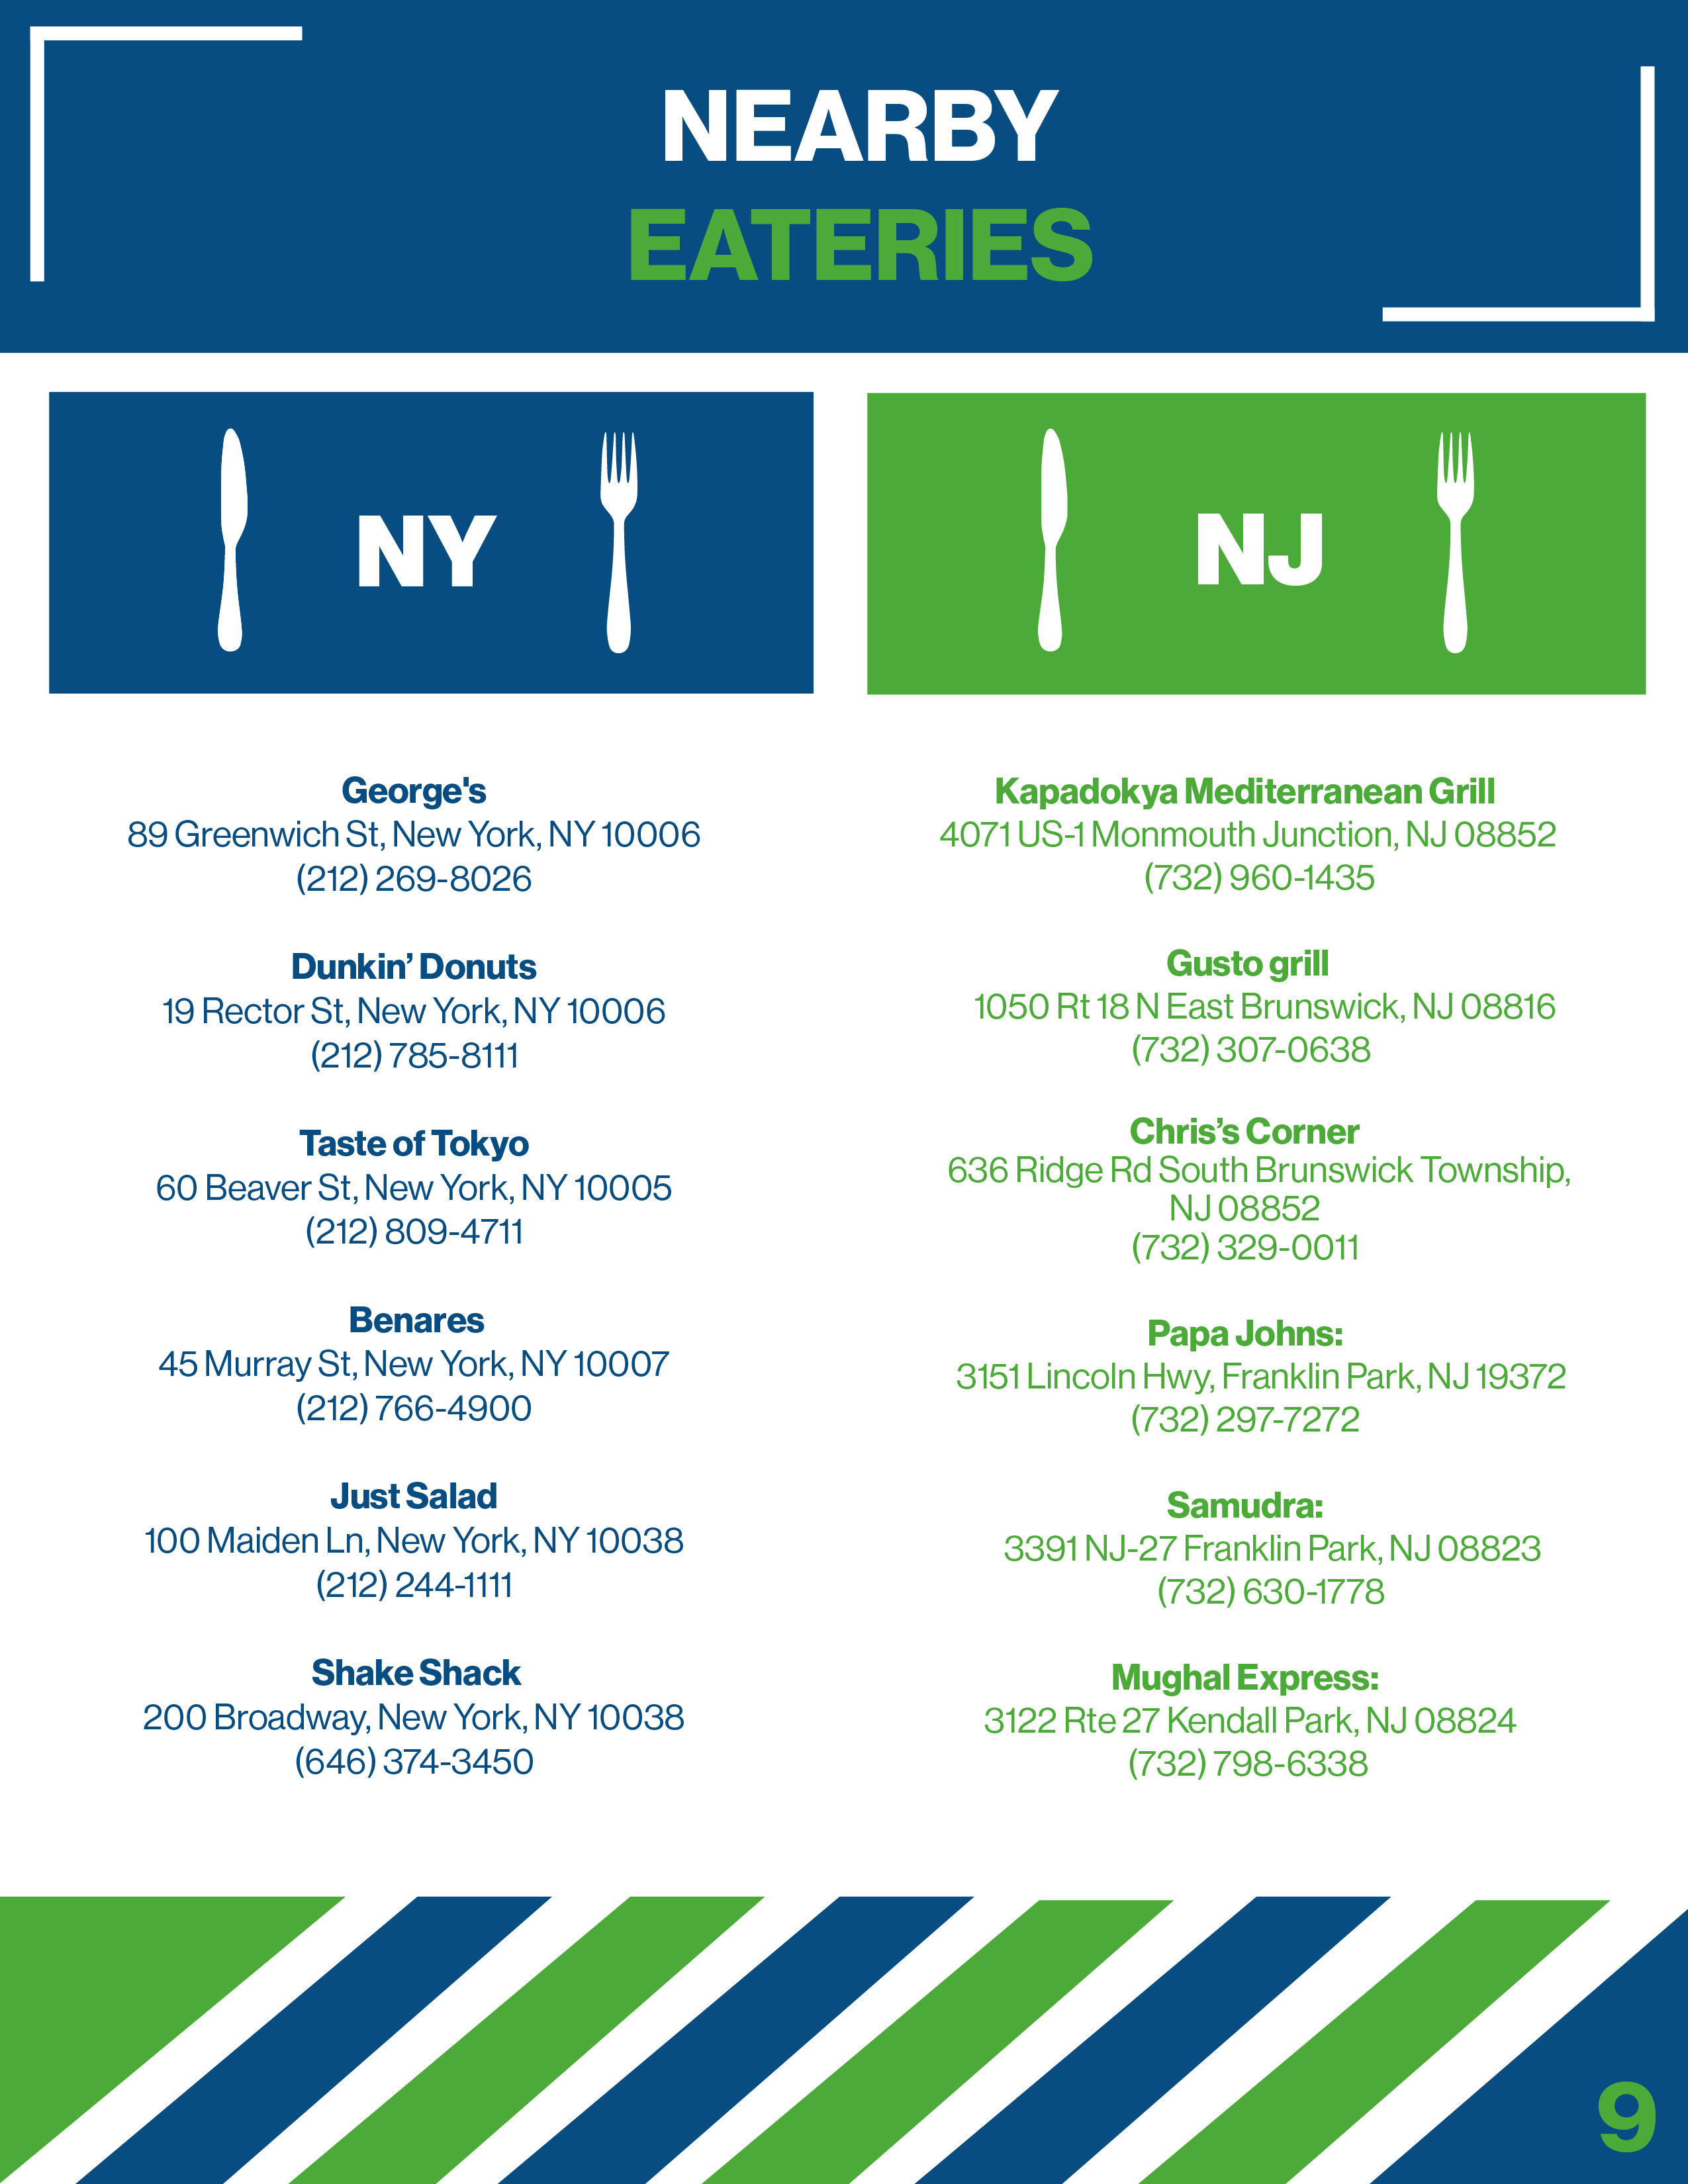 NEARBY
EATERIES
NY
George's
89 Greenwich St, New York, NY 10006
(212) 269-8026
Dunkin’ Donuts
19 Rector St, New York, NY 10006
(212) 785-8111
Taste of Tokyo
60 Beaver St, New York, NY 10005
(212) 809-4711
Benares
45 Murray St, New York, NY 10007
(212) 766-4900
Just Salad
100 Maiden Ln, New York, NY 10038
(212) 244-1111
Shake Shack
200 Broadway, New York, NY 10038
(646) 374-3450
NJ
Kapadokya Mediterranean Grill
4071 US-1 Monmouth Junction, NJ 08852
(732) 960-1435
Gusto grill
1050 Rt 18 N East Brunswick, NJ 08816
(732) 307-0638
Chris’s Corner
636 Ridge Rd South Brunswick Township,
NJ 08852
(732) 329-0011
Papa Johns:
3151 Lincoln Hwy, Franklin Park, NJ 19372
(732) 297-7272
Samudra:
3391 NJ-27 Franklin Park, NJ 08823
(732) 630-1778
Mughal Express:
3122 Rte 27 Kendall Park, NJ 08824
(732) 798-6338
9